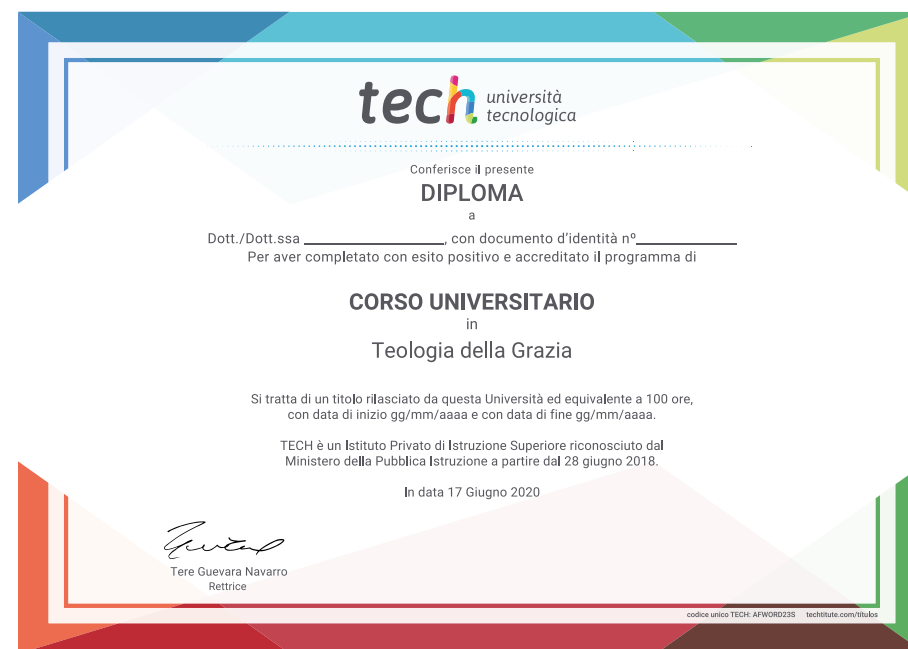 tech università
tecnologica
Conferisce il presente
DIPLOMA
a
Dott./Dott.ssa ________________, con documento d'identità nº____________
Per aver completato con esito positivo e accreditato il programma di
CORSO UNIVERSITARIO
in
Teologia della Grazia
Si tratta di un titolo rilasciato da questa Università ed equivalente a 100 ore,
con data di inizio gg/mm/aaaa e con data di fine gg/mm/aaaa.
TECH è un Istituto Privato di Istruzione Superiore riconosciuto dal
Ministero della Pubblica Istruzione a partire dal 28 giugno 2018.
In data 17 Giugno 2020
Tere Guevara Navarro
Rettrice
codice unico TECH: AFWORD23S techtitute.com/titulos